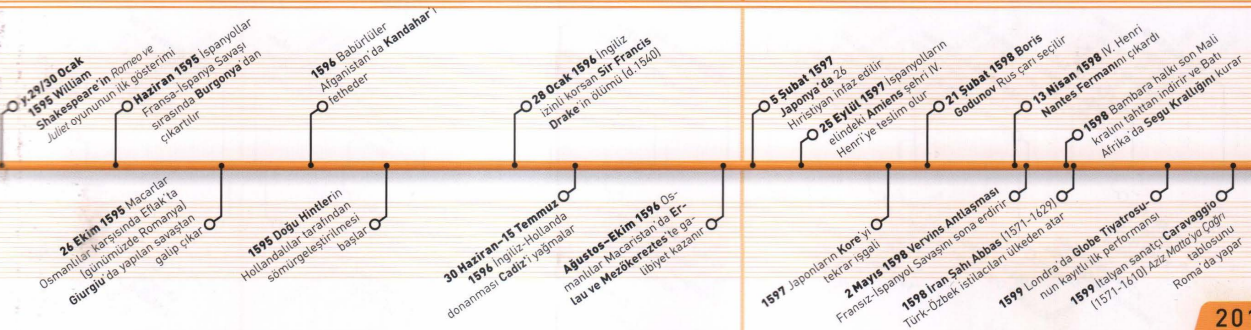 y.29/30 Ocak
1595 William
Shakespeare'in Romeo ve
Juliet oyununun ilk gösterimi
Haziran 1595 İspanyollar
Fransa-İspanya Savaşı
sırasında Burgonya'dan
çıkartılır
26 Ekim 1595 Macarlar
Osmanlılar karşısında Eflak'ta
(günümüzde Romanya)
Giurgiu'da yapılan savaştan
galip çıkar
1596 Babürlüler
Afganistan'da Kandahar'ı
fetheder
1595 Doğu Hintlerin
Hollandalılar tarafından
sömürgeleştirilmesi
başlar
28 Ocak 1596 İngiliz
izinli korsan Sir Francis
Drake'in ölümü (d.1540)
30 Haziran-15 Temmuz
1596 İngiliz-Hollanda
donanması Cadiz'i yağmalar
Ağustos-Ekim 1596 Os-
manlılar Macaristan'da Er-
lau ve Mezökereztes'te ga-
libiyet kazanır
5 Şubat 1597
Japonya'da 26
Hıristiyan infaz edilir
25 Eylül 1597 İspanyolların
elindeki Amiens şehri IV.
Henri'ye teslim olur
1597 Japonların Kore'yi
tekrar işgali
21 Şubat 1598 Boris
Godunov Rus çarı seçilir
13 Nisan 1598 IV. Henri
Nantes Fermanını çıkardı
2 Mayıs 1598 Vervins Antlaşması
Fransız-İspanyol Savaşını sona erdirir
1598 Bambara halkı son Mali
kralını tahttan indirir ve Batı
Afrika'da Segu Krallığını kurar
1598 İran Şahı Abbas (1571-1629)
Türk-Özbek istilacıları ülkeden atar
1599 Londra'da Globe Tiyatrosu-
nun kayıtlı ilk performansı
1599 İtalyan sanatçı Caravaggio
(1571-1610) Aziz Matta'ya Çağrı
tablosunu
Roma'da yapar
201